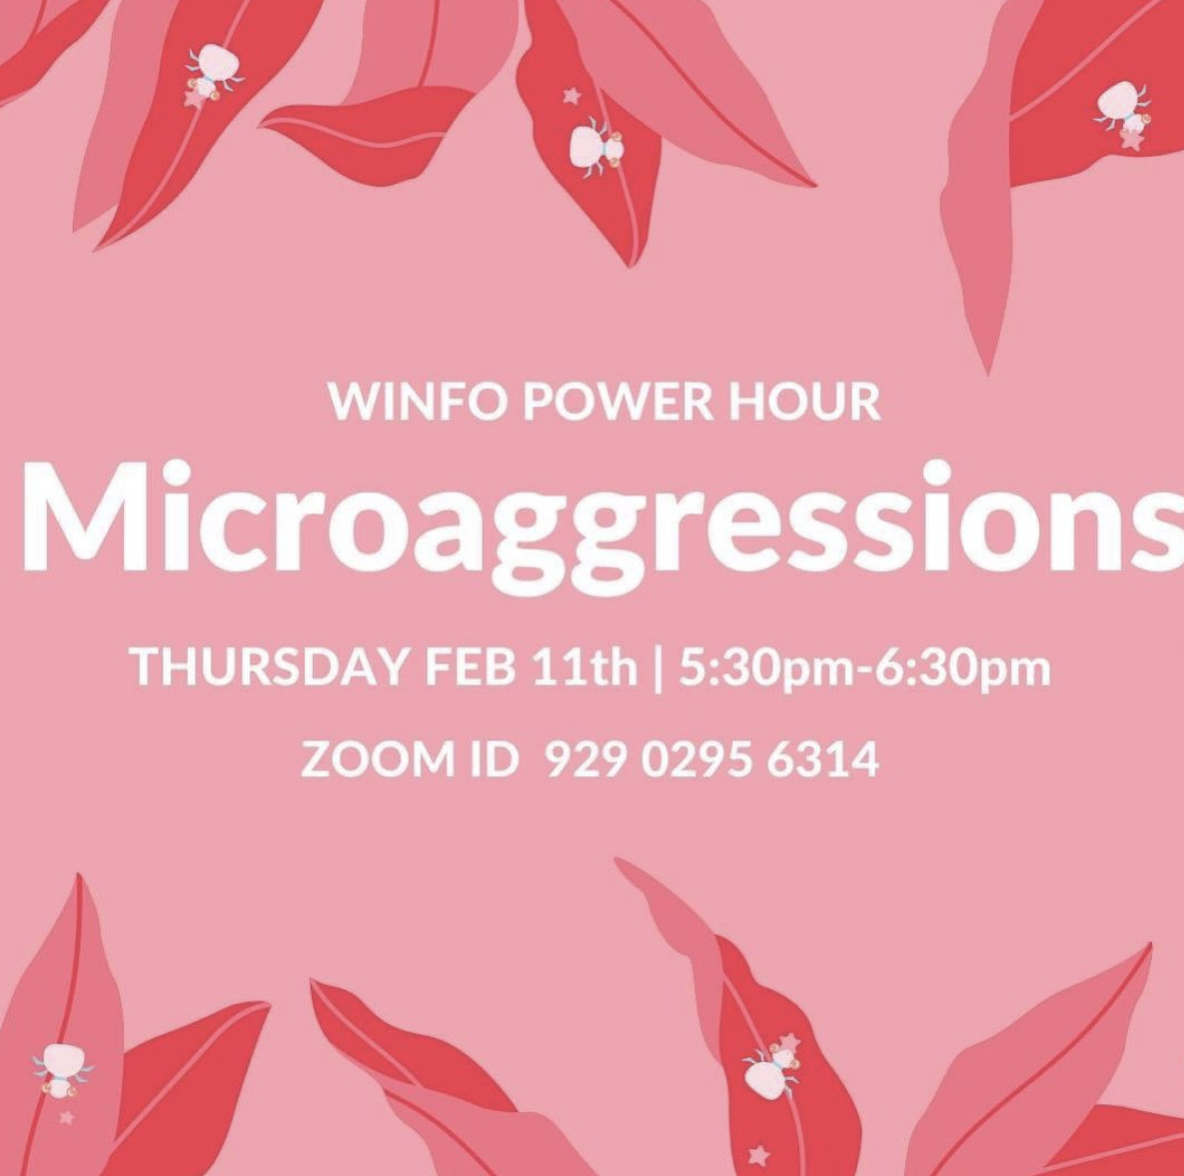 WINFO POWER HOUR
Microaggressions
THURSDAY FEB 11th | 5:30pm-6:30pm
ZOOM ID 929 0295 6314